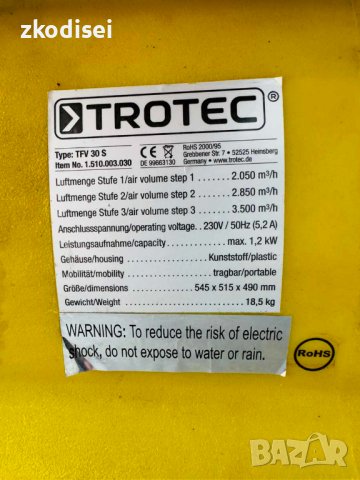 zkodisei
TROTEC®
Type: TFV 30 S
Item No. 1.510.003.030
CE
DE 99663130
RoHS 2000/95
Grebbener Str. 7 • 52525 Heinsberg
Germany • www.trotec.de
Luftmenge Stufe 1/air volume step 1 ....... 2.050 m³/h
Luftmenge Stufe 2/air volume step 2 ....... 2.850 m³/h
Luftmenge Stufe 3/air volume step 3 ....... 3.500 m³/h
Anschlussspannung/operating voltage. ..230V / 50Hz (5,2 A)
Leistungsaufnahme/capacity ............... max. 1,2 kW
Gehäuse/housing ................. Kunststoff/plastic
Mobilität/mobility .................. tragbar/portable
Größe/dimensions ............ 545 x 515 x 490 mm
Gewicht/Weight ......................... 18,5 kg
WARNING: To reduce the risk of electric
shock, do not expose to water or rain.
RoHS
bazar.bg